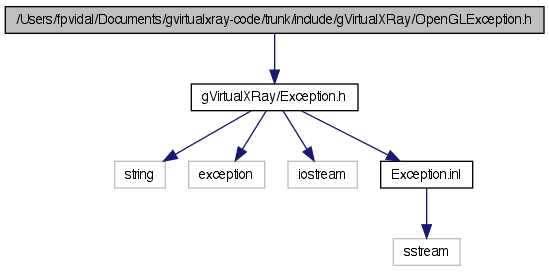 /Users/fpvidal/Documents/gvirtualxray-code/trunk/include/gVirtualXRay/OpenGLException.h
gVirtualXRay/Exception.h
string
exception
iostream
Exception.inl
sstream